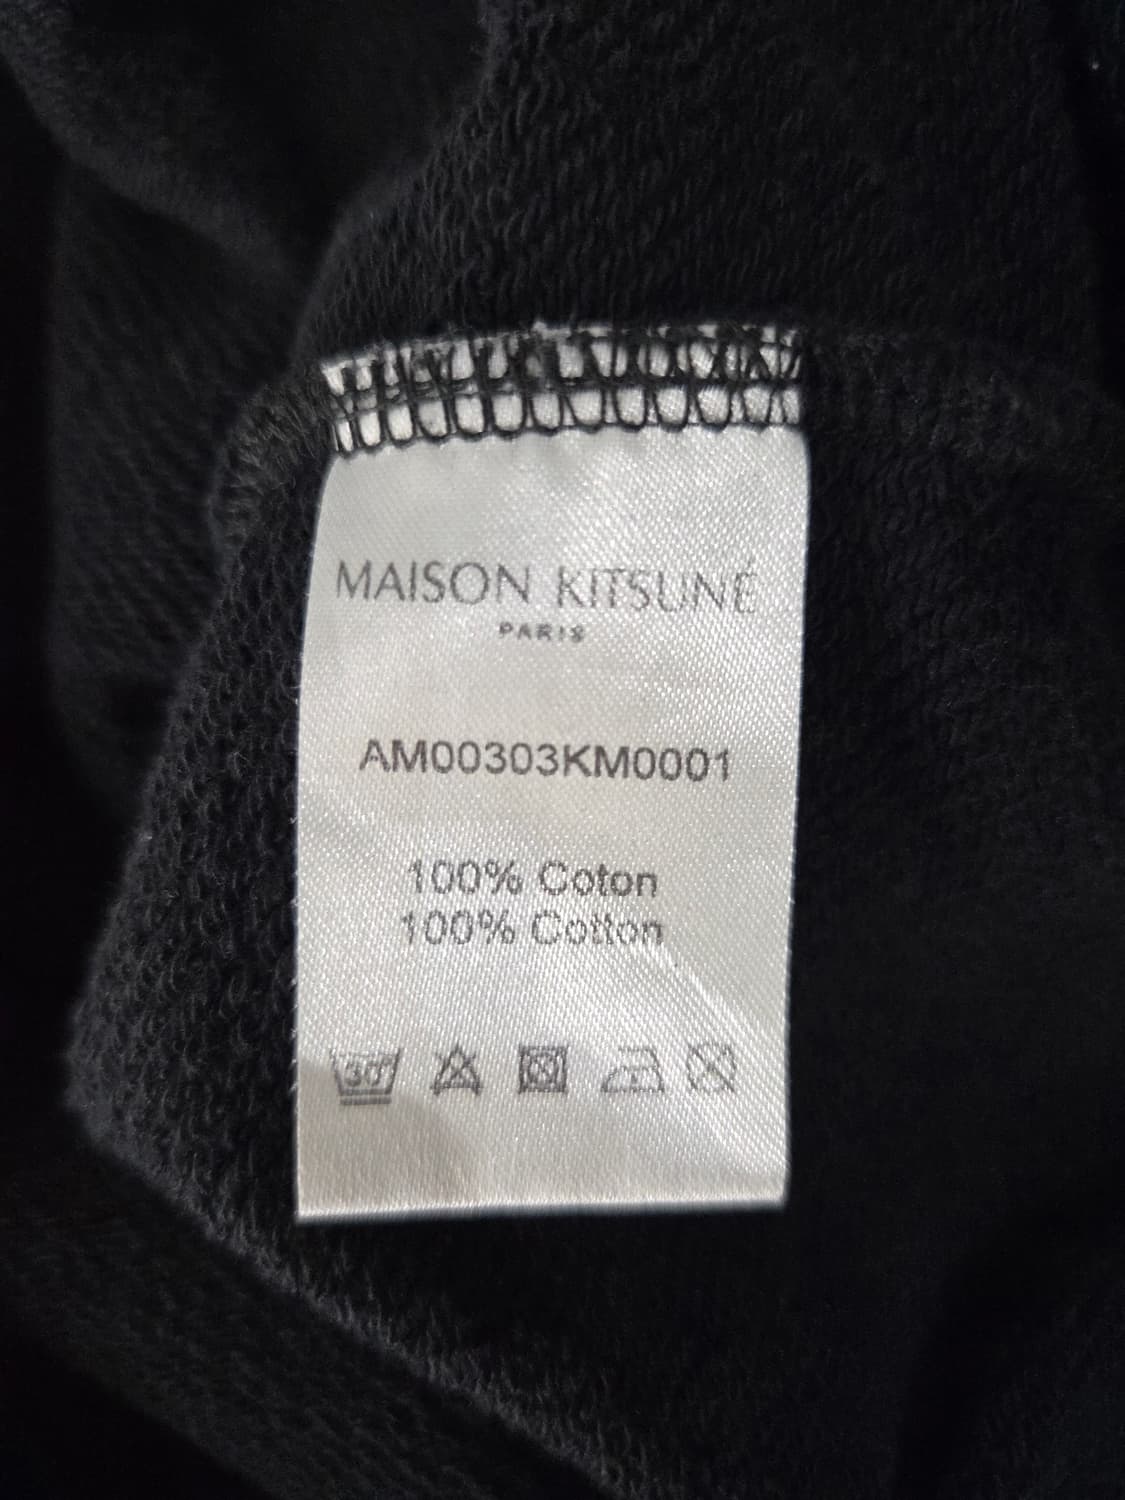 MAISON KITSUNÉ
PARIS
AM00303KM0001
100% Coton
100% Cotton
30°